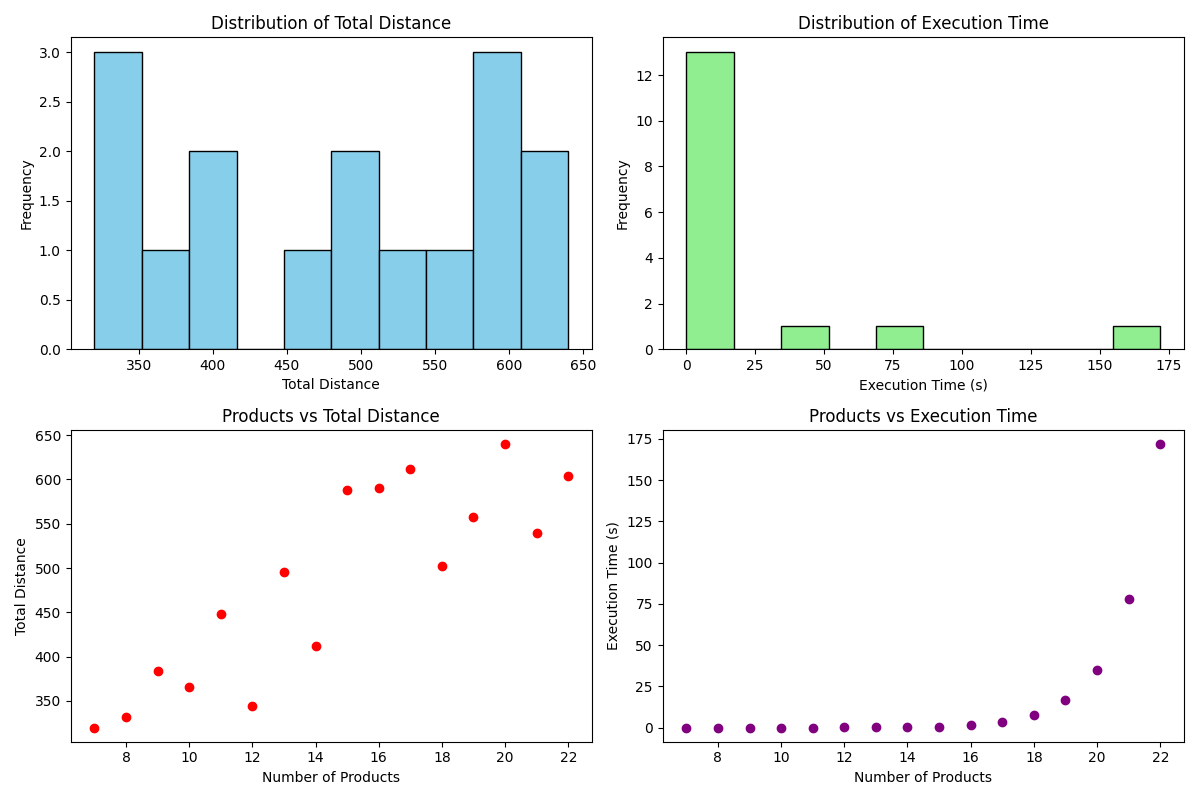 Distribution of Total Distance
Frequency
3.0
2.5
2.0
1.5
1.0
0.5
0.0
350 400 450 500 550 600 650
Total Distance
Distribution of Execution Time
Frequency
12
10
8
6
4
2
0
0 25 50 75 100 125 150 175
Execution Time (s)
Products vs Total Distance
Total Distance
650
600
550
500
450
400
350
8 10 12 14 16 18 20 22
Number of Products
Products vs Execution Time
Execution Time (s)
175
150
125
100
75
50
25
0
8 10 12 14 16 18 20 22
Number of Products